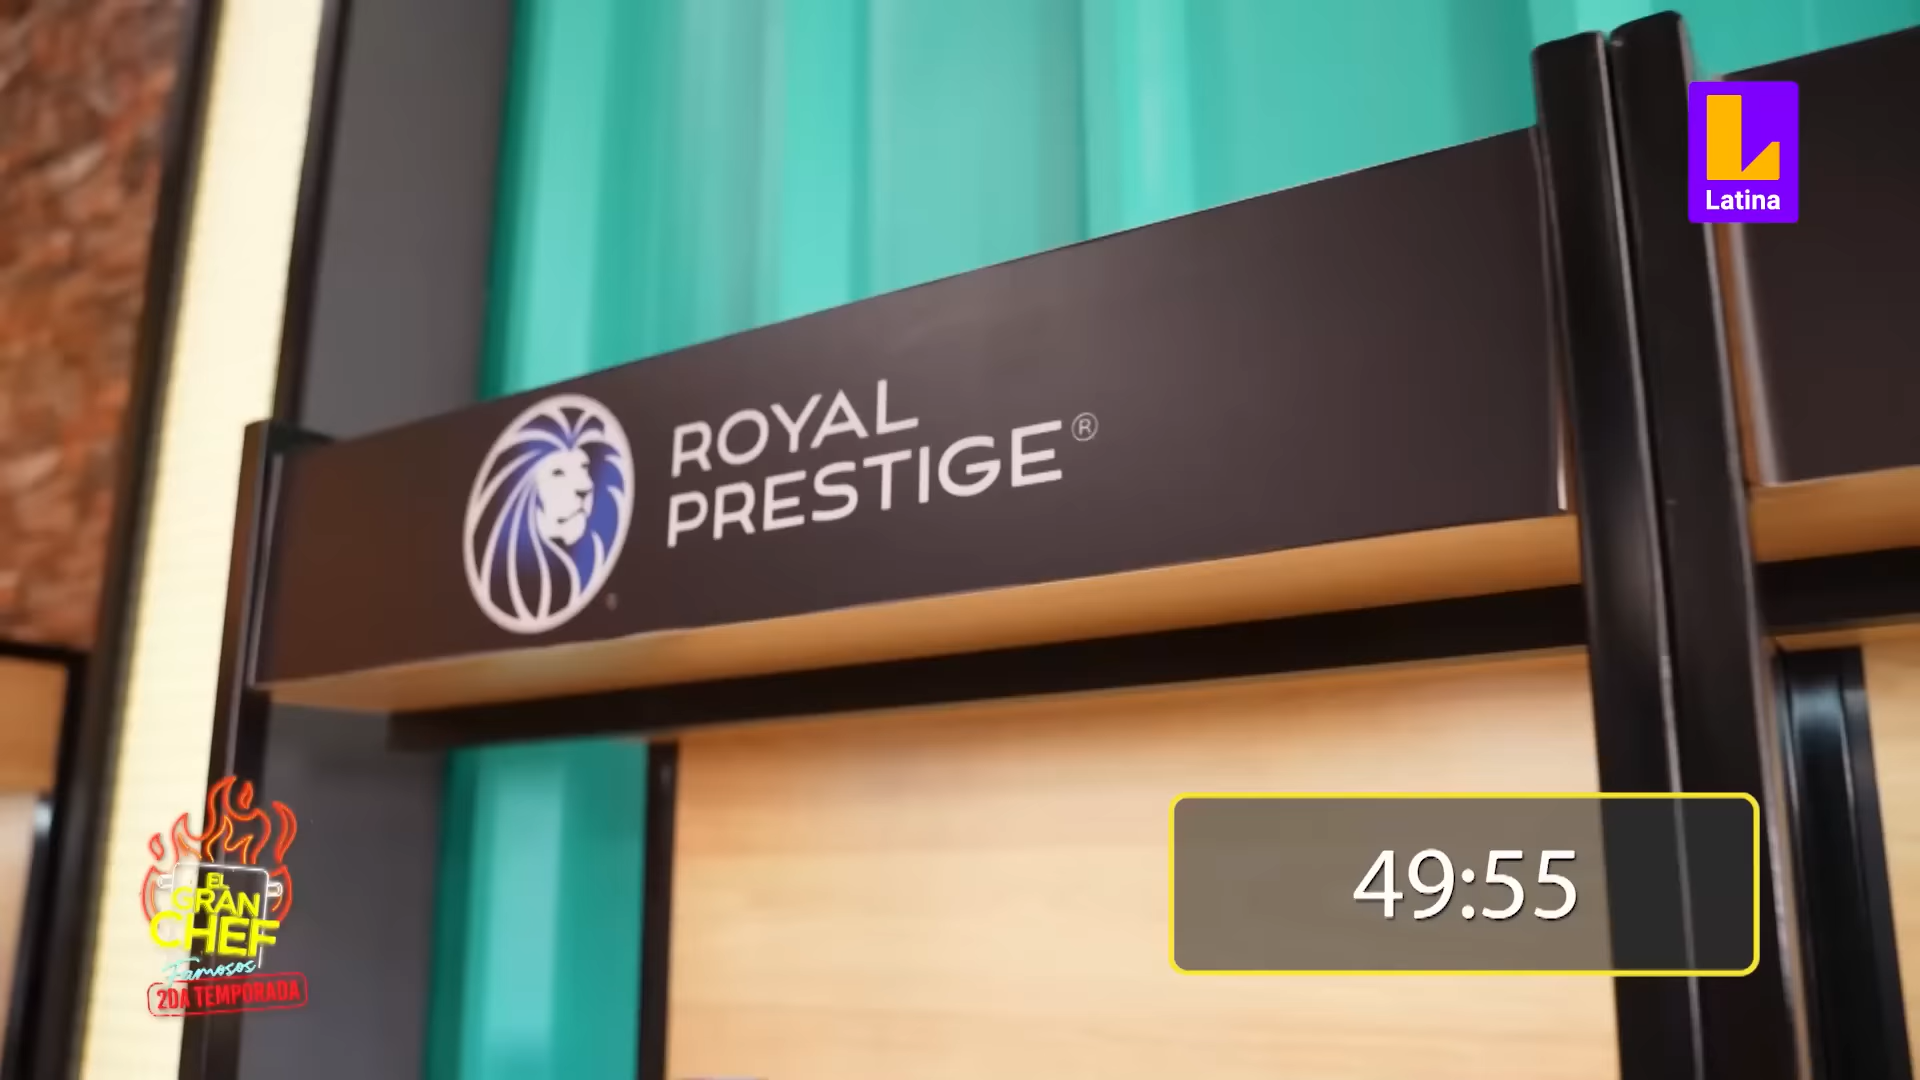 Latina
ROYAL
PRESTIGE®
EL
GRAN
CHEF
Famosos
2DA TEMPORADA
49:55